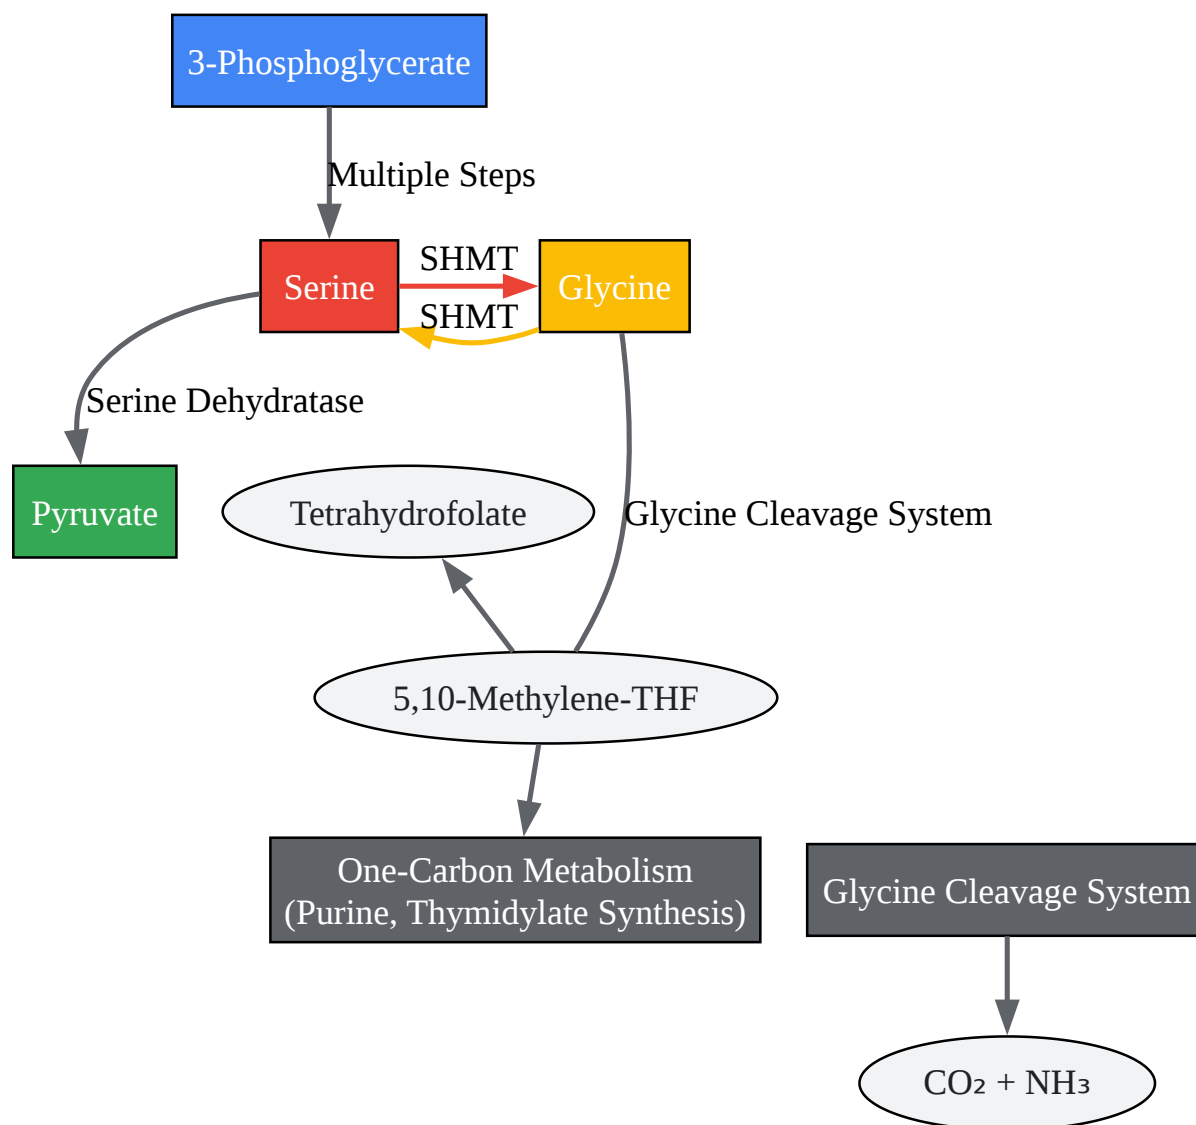 3-Phosphoglycerate
Multiple Steps
SHMT
Serine
Glycine
SHMT
Serine Dehydratase
Pyruvate
Tetrahydrofolate
Glycine Cleavage System
5,10-Methylene-THF
One-Carbon Metabolism
(Purine, Thymidylate Synthesis)
Glycine Cleavage System
CO₂ + NH₃